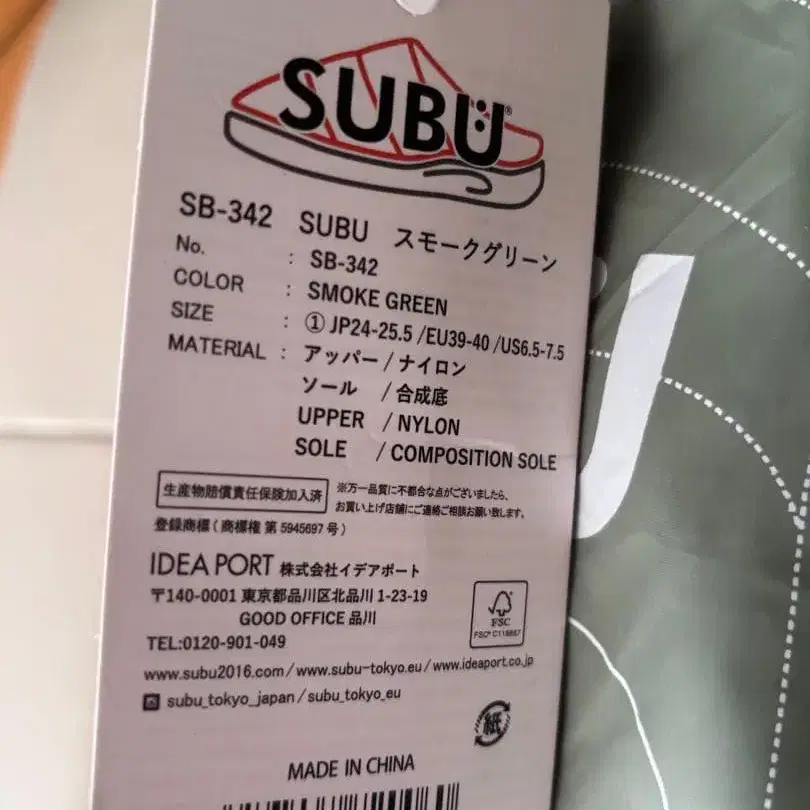 SUBU®
SB-342 SUBU スモークグリーン
No. : SB-342
COLOR : SMOKE GREEN
SIZE : ① JP24-25.5 /EU39-40 /US6.5-7.5
MATERIAL : アッパー/ナイロン
ソール /合成底
UPPER /NYLON
SOLE /COMPOSITION SOLE
生産物賠償責任保険加入済
※万一品質に不都合な点がございましたら、
お買い上げ店舗にご連絡ご相談お願い致します。
登録商標(商標権 第 5945697 号)
IDEA PORT 株式会社イデアポート
〒140-0001 東京都品川区北品川 1-23-19
GOOD OFFICE 品川
TEL:0120-901-049
www.subu2016.com/www.subu-tokyo.eu/www.ideaport.co.jp
subu_tokyo_japan/subu_tokyo_eu
FSC
紙
MADE IN CHINA